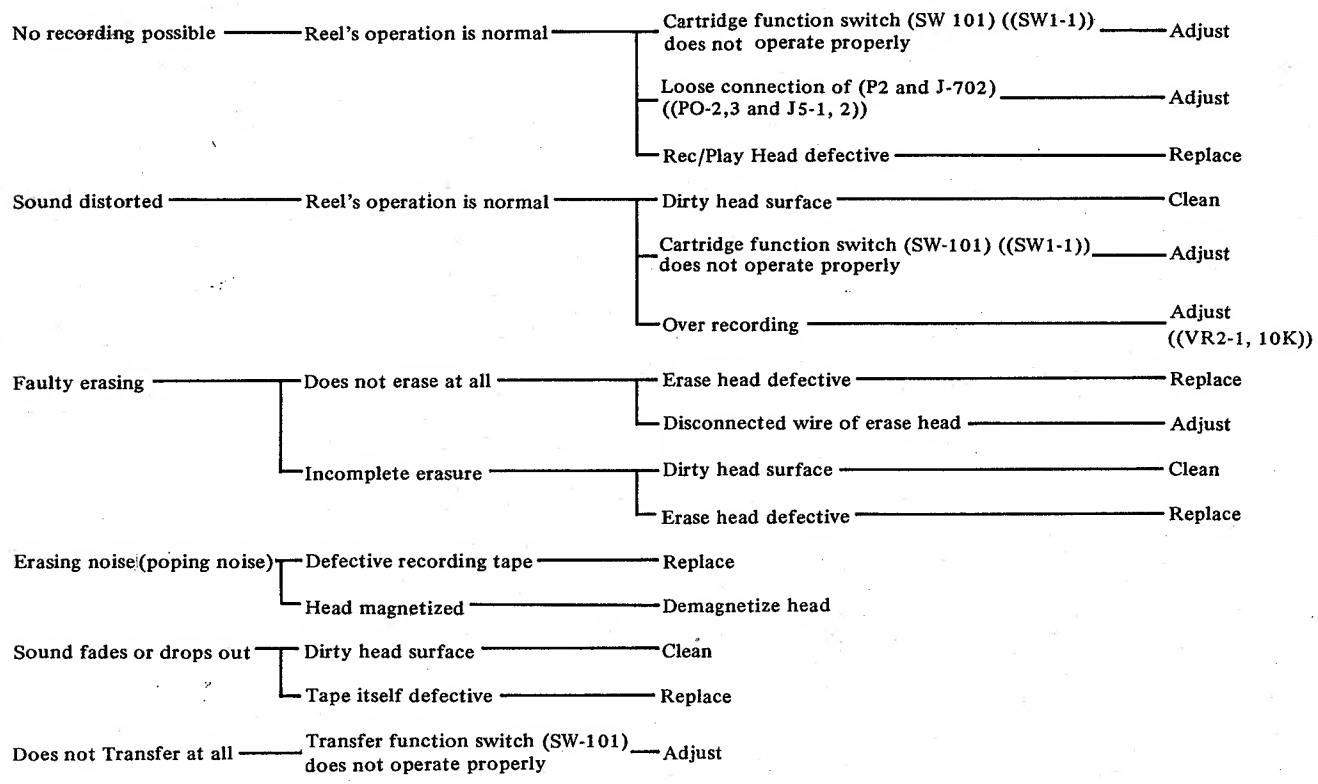 No recording possible Reel's operation is normal Cartridge function switch (SW 101) ((SW1-1)) does not operate properly Adjust
Loose connection of (P2 and J-702) ((PO-2,3 and J5-1, 2)) Adjust
Rec/Play Head defective Replace
Sound distorted Reel's operation is normal Dirty head surface Clean
Cartridge function switch (SW-101) ((SW1-1)) does not operate properly Adjust
Over recording Adjust ((VR2-1, 10K))
Faulty erasing Does not erase at all Erase head defective Replace
Disconnected wire of erase head Adjust
Incomplete erasure Dirty head surface Clean
Erase head defective Replace
Erasing noise (poping noise) Defective recording tape Replace
Head magnetized Demagnetize head
Sound fades or drops out Dirty head surface Clean
Tape itself defective Replace
Does not Transfer at all Transfer function switch (SW-101) does not operate properly Adjust